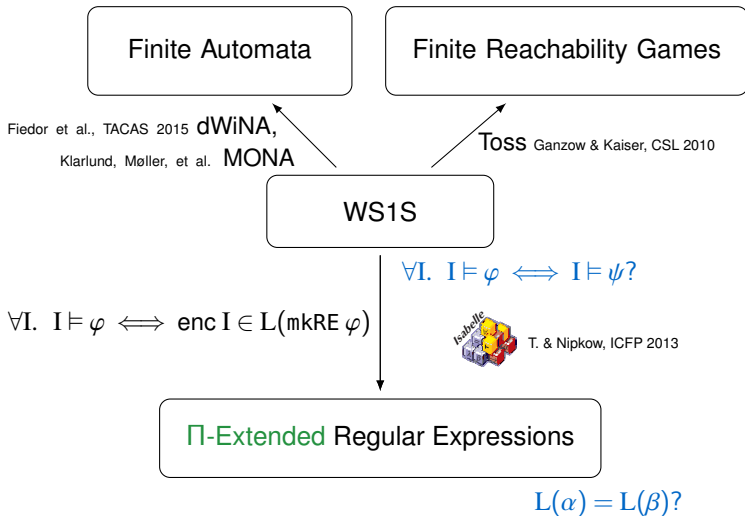 Finite Automata
Finite Reachability Games
Fiedor et al., TACAS 2015 dWiNA,
Klarlund, Møller, et al. MONA
Toss Ganzow & Kaiser, CSL 2010
WS1S
∀I. I ⊨ φ ⟺ I ⊨ ψ?
∀I. I ⊨ φ ⟺ enc I ∈ L(mkRE φ)
Isabelle
T. & Nipkow, ICFP 2013
Π-Extended Regular Expressions
L(α) = L(β)?